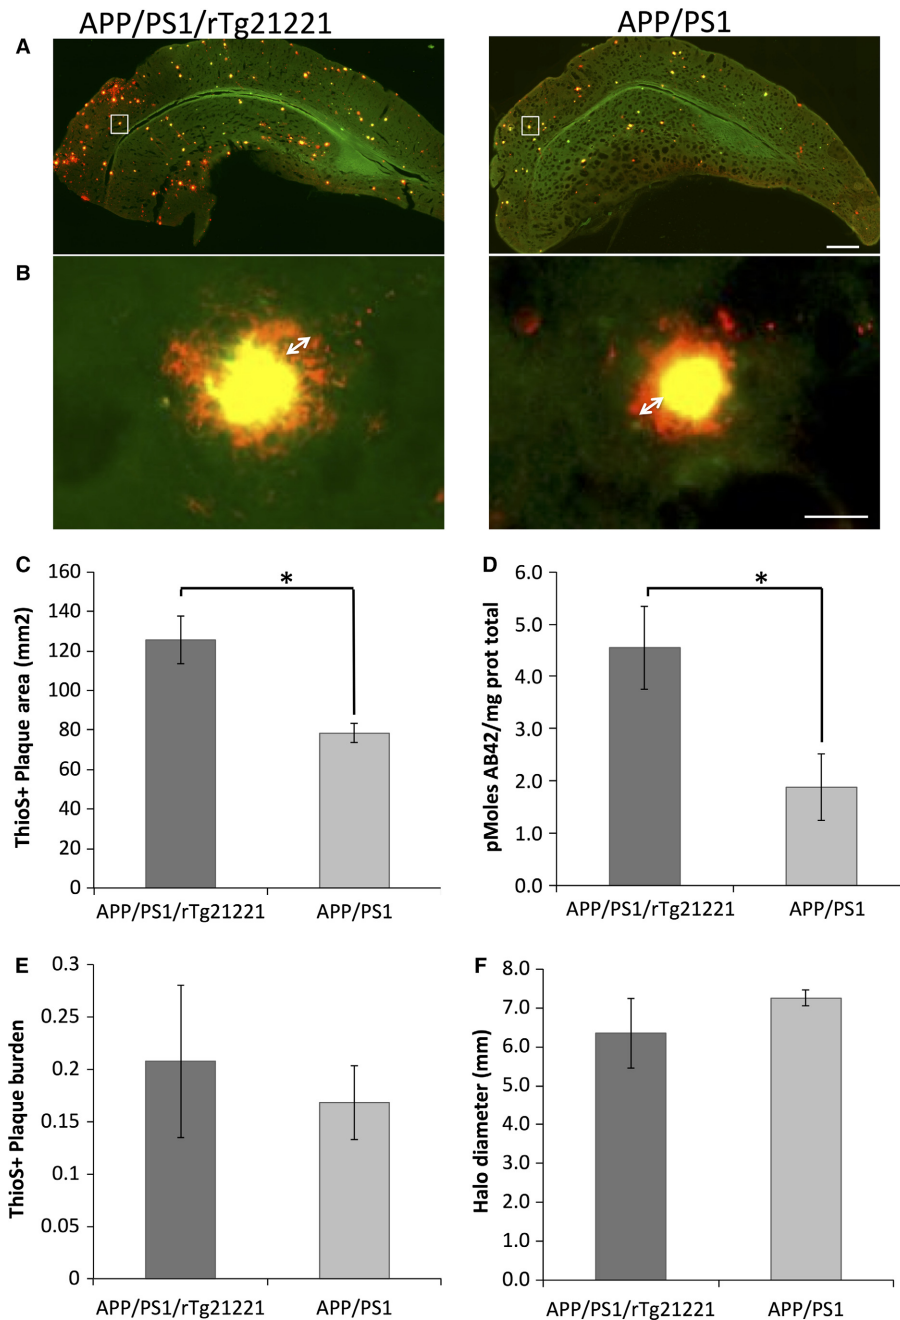 APP/PS1/rTg21221
APP/PS1
A
B
C
ThioS+ Plaque area (mm2)
160
140
120
100
80
60
40
20
0
*
APP/PS1/rTg21221
APP/PS1
D
pMoles AB42/mg prot total
6.0
5.0
4.0
3.0
2.0
1.0
0.0
*
APP/PS1/rTg21221
APP/PS1
E
ThioS+ Plaque burden
0.3
0.25
0.2
0.15
0.1
0.05
0
APP/PS1/rTg21221
APP/PS1
F
Halo diameter (mm)
8.0
7.0
6.0
5.0
4.0
3.0
2.0
1.0
0.0
APP/PS1/rTg21221
APP/PS1